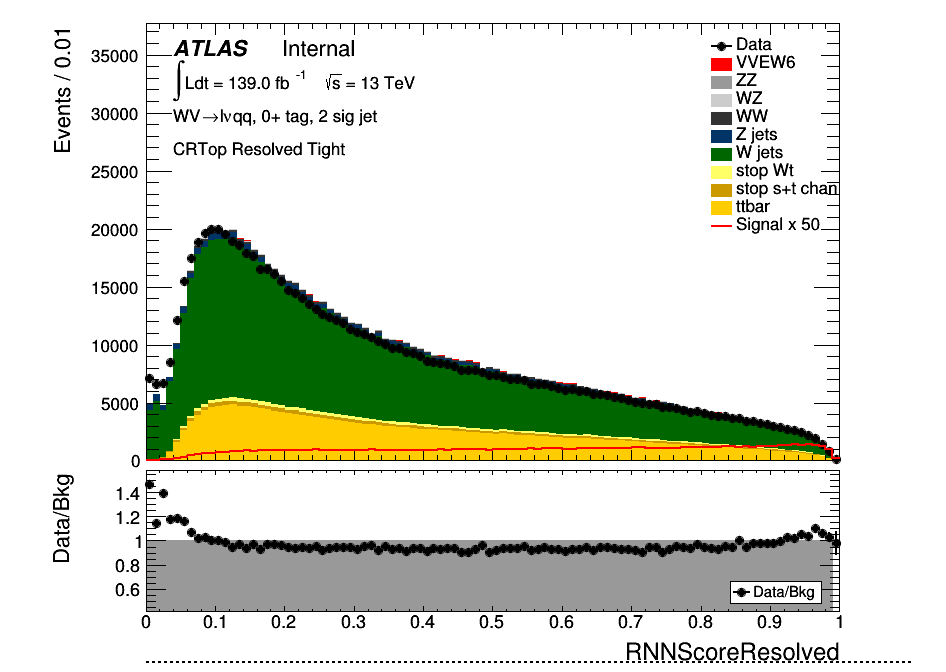 ATLAS Internal
∫Ldt = 139.0 fb⁻¹ √s = 13 TeV
WV→lνqq, 0+ tag, 2 sig jet
CRTop Resolved Tight
Data
VVEW6
ZZ
WZ
WW
Z jets
W jets
stop Wt
stop s+t chan
ttbar
Signal x 50
Events / 0.01
35000
30000
25000
20000
15000
10000
5000
0
Data/Bkg
1.4
1.2
1
0.8
0.6
Data/Bkg
0 0.1 0.2 0.3 0.4 0.5 0.6 0.7 0.8 0.9 1
RNNScoreResolved